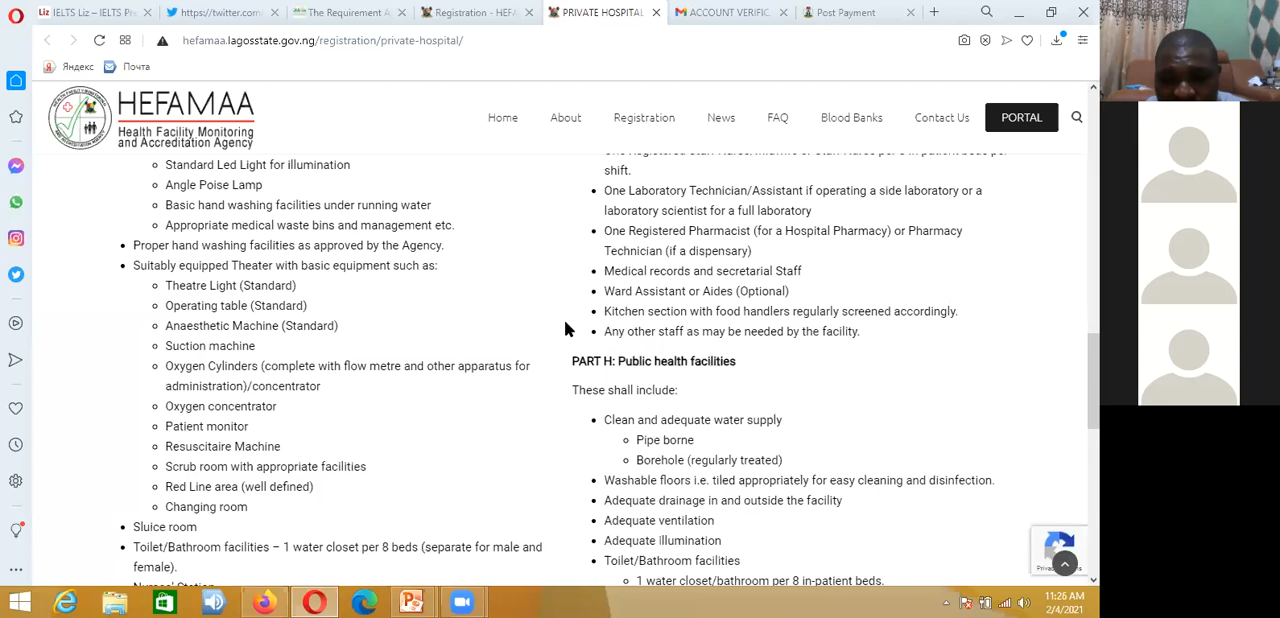 Liz IELTS Liz – IELTS Pre
https://twitter.com/
The Requirement A
Registration - HEFA
PRIVATE HOSPITAL
ACCOUNT VERIFIC
Post Payment
hefamaa.lagosstate.gov.ng/registration/private-hospital/
Яндекс
Почта
HEFAMAA
Health Facility Monitoring
and Accreditation Agency
Home
About
Registration
News
FAQ
Blood Banks
Contact Us
PORTAL
Standard Led Light for illumination
Angle Poise Lamp
Basic hand washing facilities under running water
Appropriate medical waste bins and management etc.
Proper hand washing facilities as approved by the Agency.
Suitably equipped Theater with basic equipment such as:
Theatre Light (Standard)
Operating table (Standard)
Anaesthetic Machine (Standard)
Suction machine
Oxygen Cylinders (complete with flow metre and other apparatus for
administration)/concentrator
Oxygen concentrator
Patient monitor
Resuscitaire Machine
Scrub room with appropriate facilities
Red Line area (well defined)
Changing room
Sluice room
Toilet/Bathroom facilities – 1 water closet per 8 beds (separate for male and
female).
Nurses' Station
shift.
One Laboratory Technician/Assistant if operating a side laboratory or a
laboratory scientist for a full laboratory
One Registered Pharmacist (for a Hospital Pharmacy) or Pharmacy
Technician (if a dispensary)
Medical records and secretarial Staff
Ward Assistant or Aides (Optional)
Kitchen section with food handlers regularly screened accordingly.
Any other staff as may be needed by the facility.
PART H: Public health facilities
These shall include:
Clean and adequate water supply
Pipe borne
Borehole (regularly treated)
Washable floors i.e. tiled appropriately for easy cleaning and disinfection.
Adequate drainage in and outside the facility
Adequate ventilation
Adequate Illumination
Toilet/Bathroom facilities
1 water closet/bathroom per 8 in-patient beds.
11:26 AM
2/4/2021